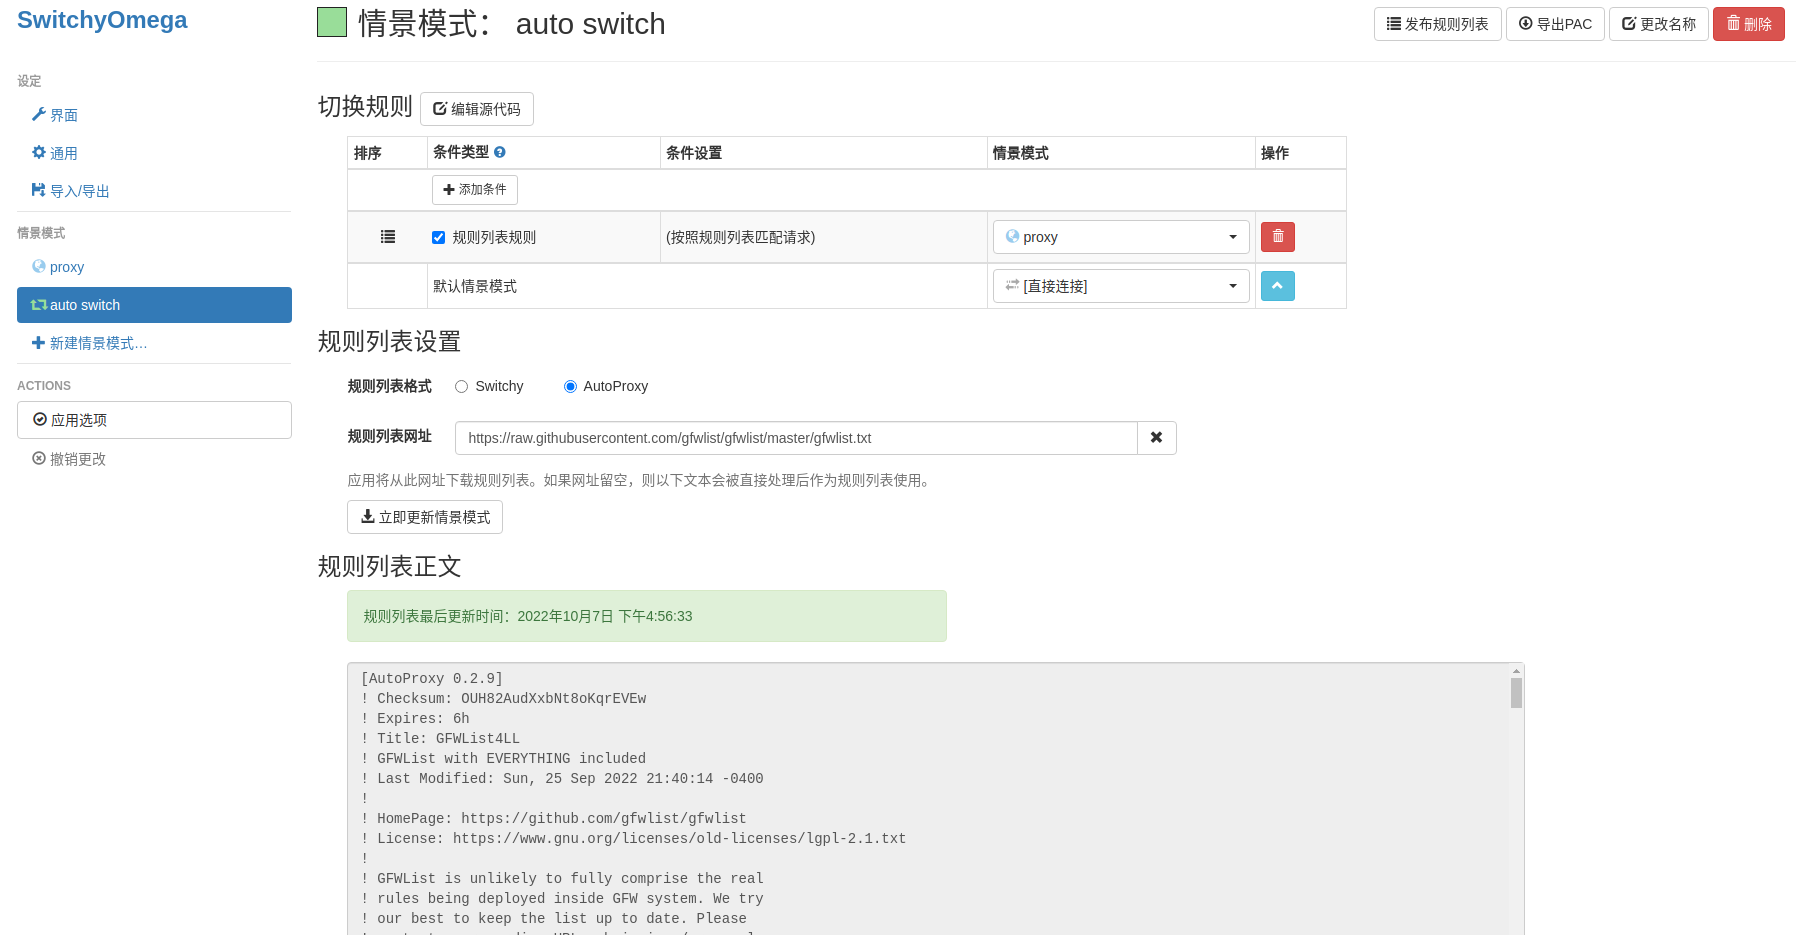 SwitchyOmega
设定
界面
通用
导入/导出
情景模式
proxy
auto switch
新建情景模式…
ACTIONS
应用选项
撤销更改
情景模式： auto switch
发布规则列表 导出PAC 更改名称 删除
切换规则 编辑源代码
排序 条件类型 条件设置 情景模式 操作
添加条件
规则列表规则 (按照规则列表匹配请求) proxy
默认情景模式 [直接连接]
规则列表设置
规则列表格式 Switchy AutoProxy
规则列表网址 https://raw.githubusercontent.com/gfwlist/gfwlist/master/gfwlist.txt
应用将从此网址下载规则列表。如果网址留空，则以下文本会被直接处理后作为规则列表使用。
立即更新情景模式
规则列表正文
规则列表最后更新时间：2022年10月7日 下午4:56:33
[AutoProxy 0.2.9]
! Checksum: OUH82AudXxbNt8oKqrEVEw
! Expires: 6h
! Title: GFWList4LL
! GFWList with EVERYTHING included
! Last Modified: Sun, 25 Sep 2022 21:40:14 -0400
!
! HomePage: https://github.com/gfwlist/gfwlist
! License: https://www.gnu.org/licenses/old-licenses/lgpl-2.1.txt
!
! GFWList is unlikely to fully comprise the real
! rules being deployed inside GFW system. We try
! our best to keep the list up to date. Please